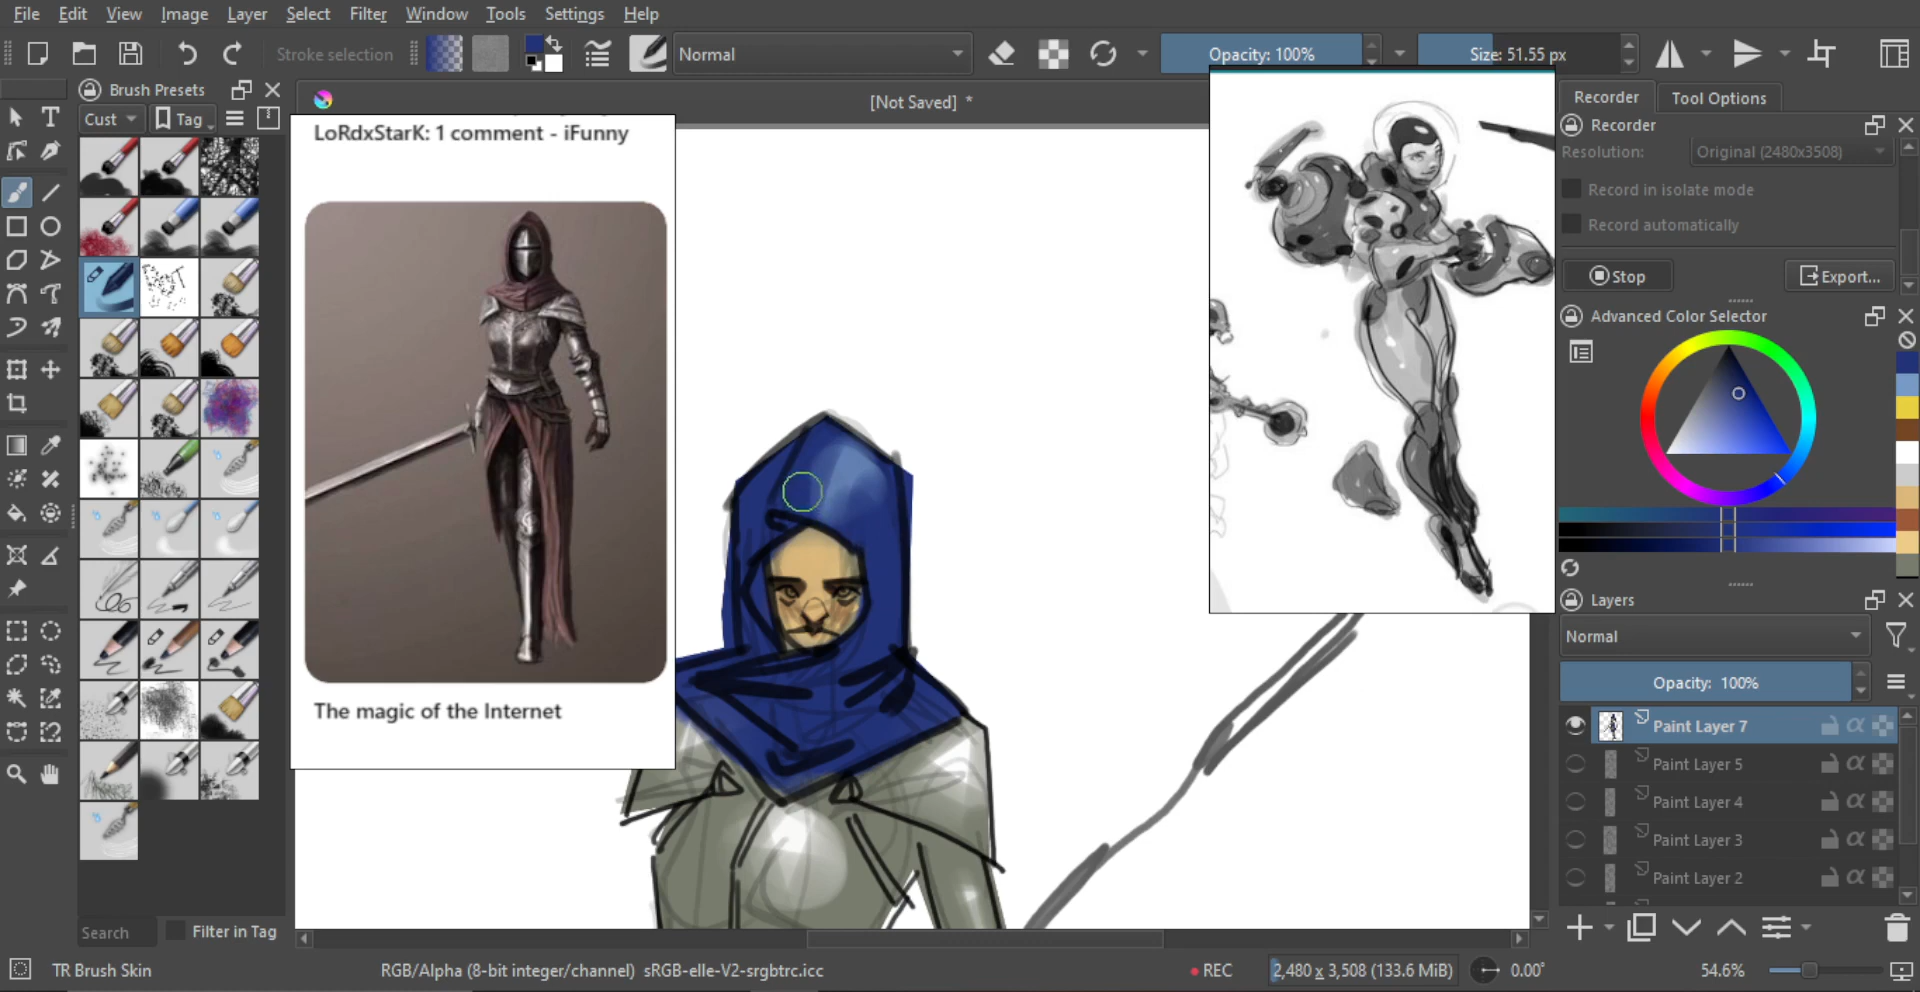 File Edit View Image Layer Select Filter Window Tools Settings Help
Stroke selection Normal Opacity: 100% Size: 51.55 px
Brush Presets
Cust Tag
[Not Saved] *
LoRdxStarK: 1 comment - iFunny
The magic of the Internet
Recorder Tool Options
Recorder
Resolution: Original (2480x3508)
Record in isolate mode
Record automatically
Stop Export...
Advanced Color Selector
Layers
Normal
Opacity: 100%
Paint Layer 7
Paint Layer 5
Paint Layer 4
Paint Layer 3
Paint Layer 2
Search Filter in Tag
TR Brush Skin RGB/Alpha (8-bit integer/channel) sRGB-elle-V2-srgbtrc.icc REC 2,480 x 3,508 (133.6 MiB) 0.00° 54.6%